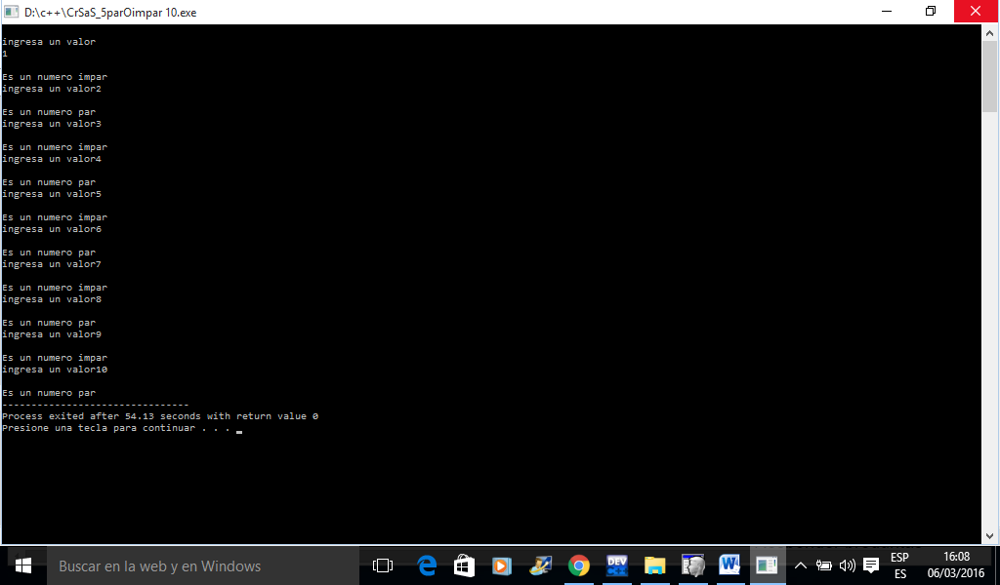 D:\c++\CrSaS_5parOimpar 10.exe
ingresa un valor
1
Es un numero impar
ingresa un valor2
Es un numero par
ingresa un valor3
Es un numero impar
ingresa un valor4
Es un numero par
ingresa un valor5
Es un numero impar
ingresa un valor6
Es un numero par
ingresa un valor7
Es un numero impar
ingresa un valor8
Es un numero par
ingresa un valor9
Es un numero impar
ingresa un valor10
Es un numero par
--------------------------------
Process exited after 54.13 seconds with return value 0
Presione una tecla para continuar . . .
Buscar en la web y en Windows
DEV
ESP
ES
16:08
06/03/2016